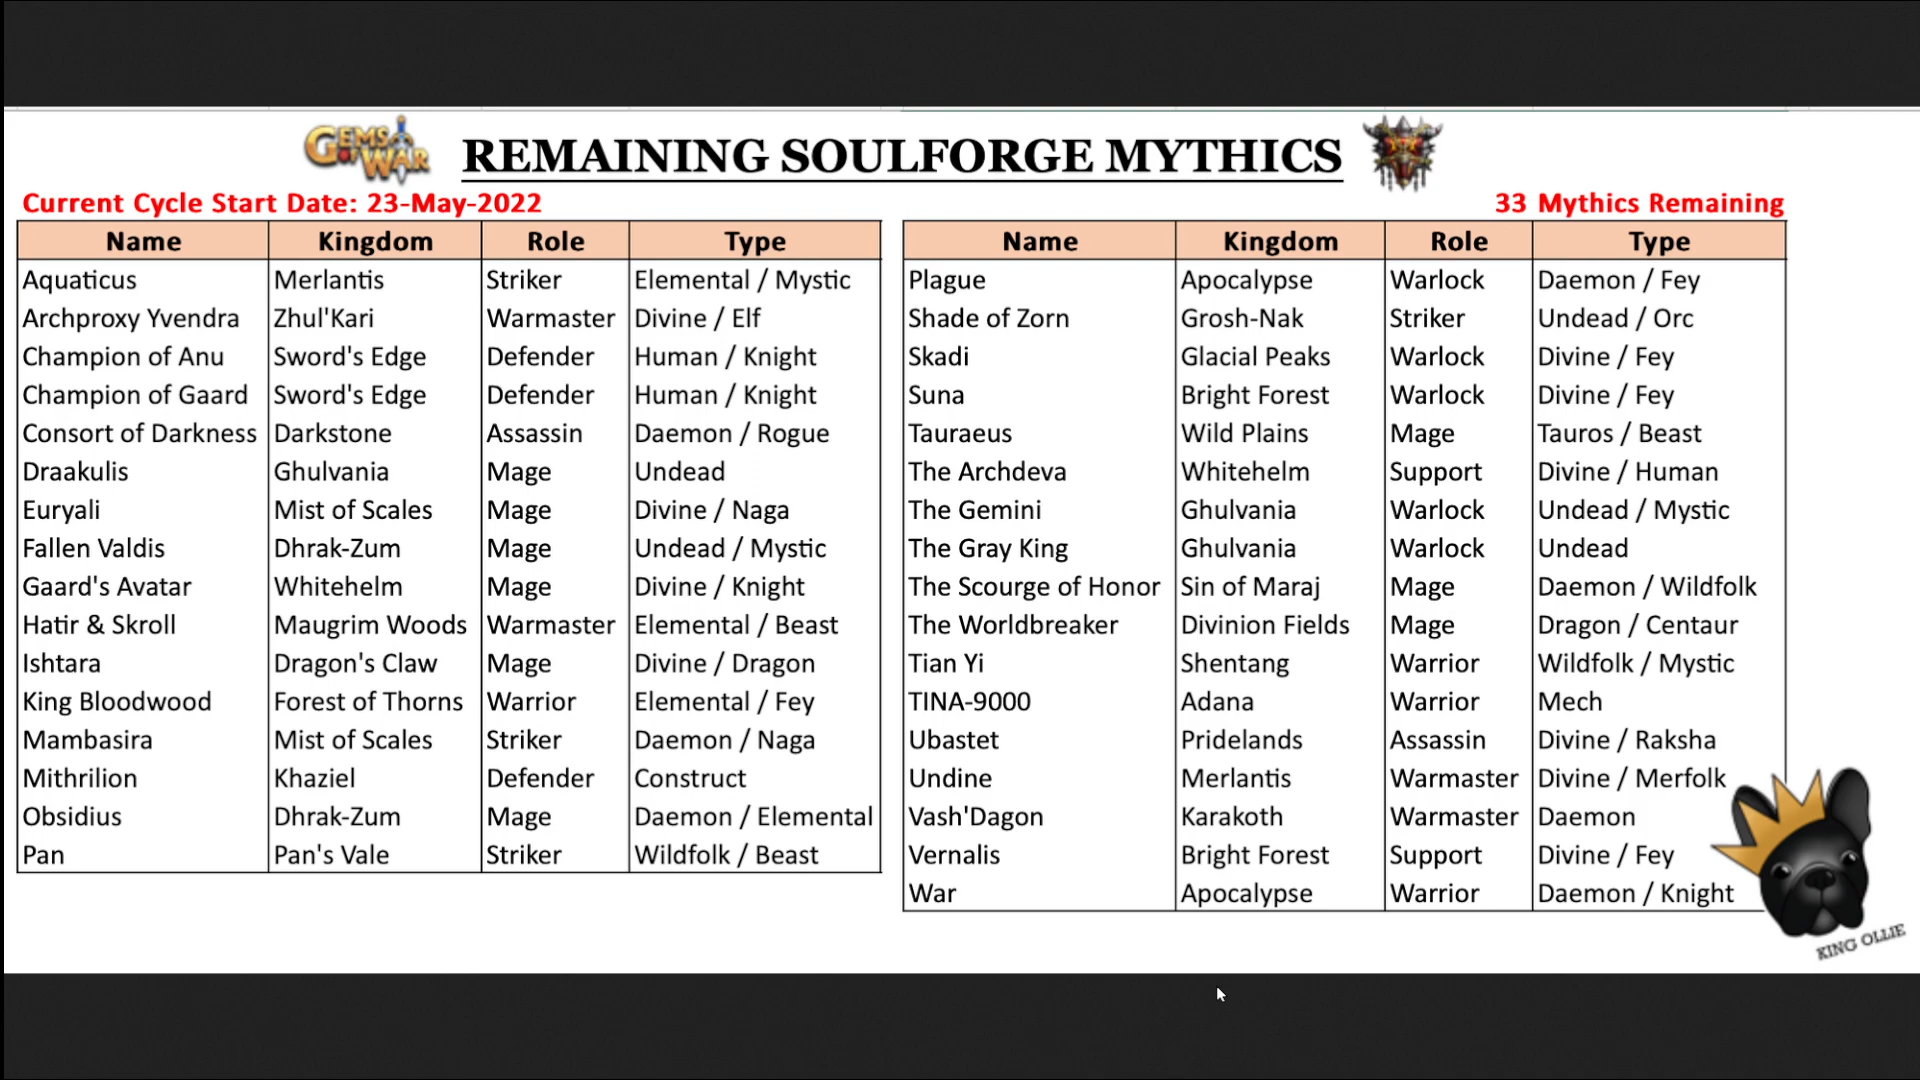 GEMS OF WAR
REMAINING SOULFORGE MYTHICS
Current Cycle Start Date: 23-May-2022
33 Mythics Remaining
Name Kingdom Role Type
Aquaticus Merlantis Striker Elemental / Mystic
Archproxy Yvendra Zhul'Kari Warmaster Divine / Elf
Champion of Anu Sword's Edge Defender Human / Knight
Champion of Gaard Sword's Edge Defender Human / Knight
Consort of Darkness Darkstone Assassin Daemon / Rogue
Draakulis Ghulvania Mage Undead
Euryali Mist of Scales Mage Divine / Naga
Fallen Valdis Dhrak-Zum Mage Undead / Mystic
Gaard's Avatar Whitehelm Mage Divine / Knight
Hatir & Skroll Maugrim Woods Warmaster Elemental / Beast
Ishtara Dragon's Claw Mage Divine / Dragon
King Bloodwood Forest of Thorns Warrior Elemental / Fey
Mambasira Mist of Scales Striker Daemon / Naga
Mithrilion Khaziel Defender Construct
Obsidius Dhrak-Zum Mage Daemon / Elemental
Pan Pan's Vale Striker Wildfolk / Beast
Name Kingdom Role Type
Plague Apocalypse Warlock Daemon / Fey
Shade of Zorn Grosh-Nak Striker Undead / Orc
Skadi Glacial Peaks Warlock Divine / Fey
Suna Bright Forest Warlock Divine / Fey
Tauraeus Wild Plains Mage Tauros / Beast
The Archdeva Whitehelm Support Divine / Human
The Gemini Ghulvania Warlock Undead / Mystic
The Gray King Ghulvania Warlock Undead
The Scourge of Honor Sin of Maraj Mage Daemon / Wildfolk
The Worldbreaker Divinion Fields Mage Dragon / Centaur
Tian Yi Shentang Warrior Wildfolk / Mystic
TINA-9000 Adana Warrior Mech
Ubastet Pridelands Assassin Divine / Raksha
Undine Merlantis Warmaster Divine / Merfolk
Vash'Dagon Karakoth Warmaster Daemon
Vernalis Bright Forest Support Divine / Fey
War Apocalypse Warrior Daemon / Knight
KING OLLIE